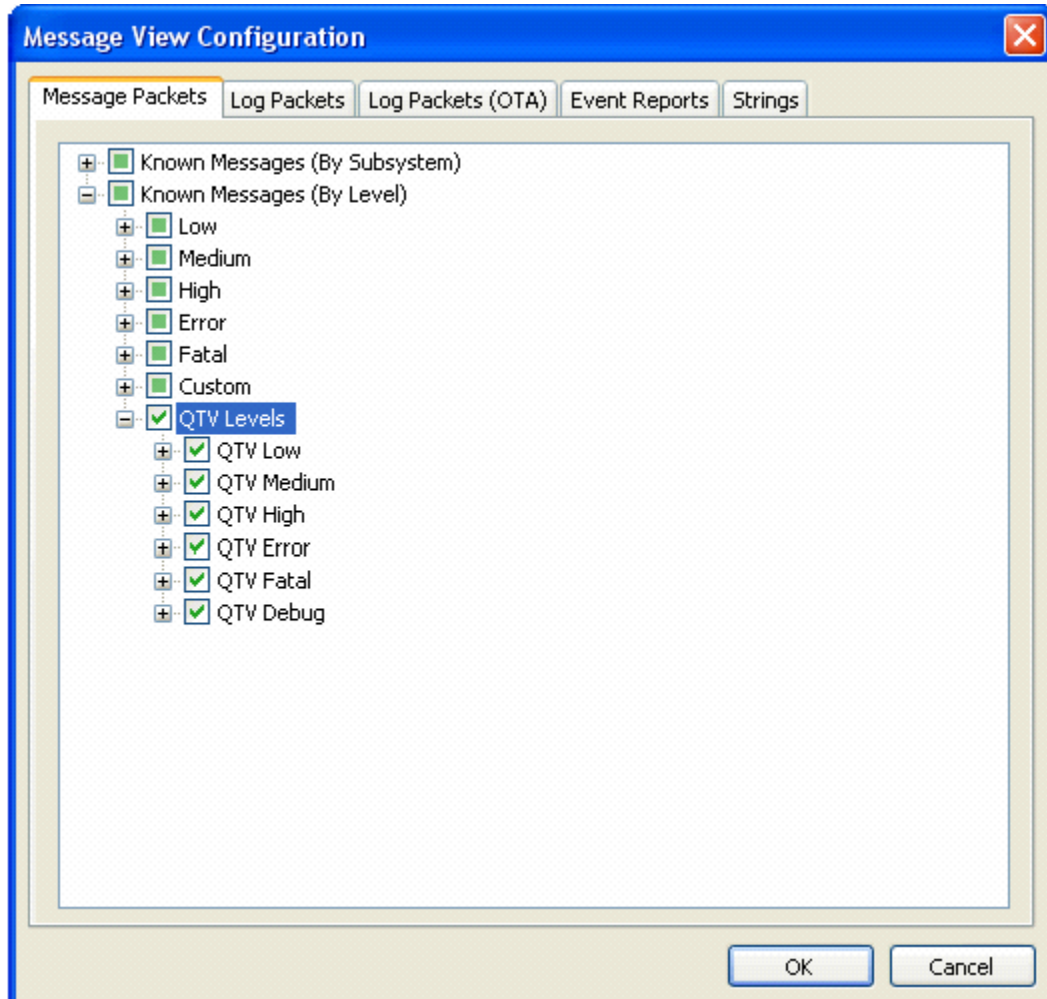 Message View Configuration
Message Packets
Log Packets
Log Packets (OTA)
Event Reports
Strings
Known Messages (By Subsystem)
Known Messages (By Level)
Low
Medium
High
Error
Fatal
Custom
QTV Levels
QTV Low
QTV Medium
QTV High
QTV Error
QTV Fatal
QTV Debug
OK
Cancel